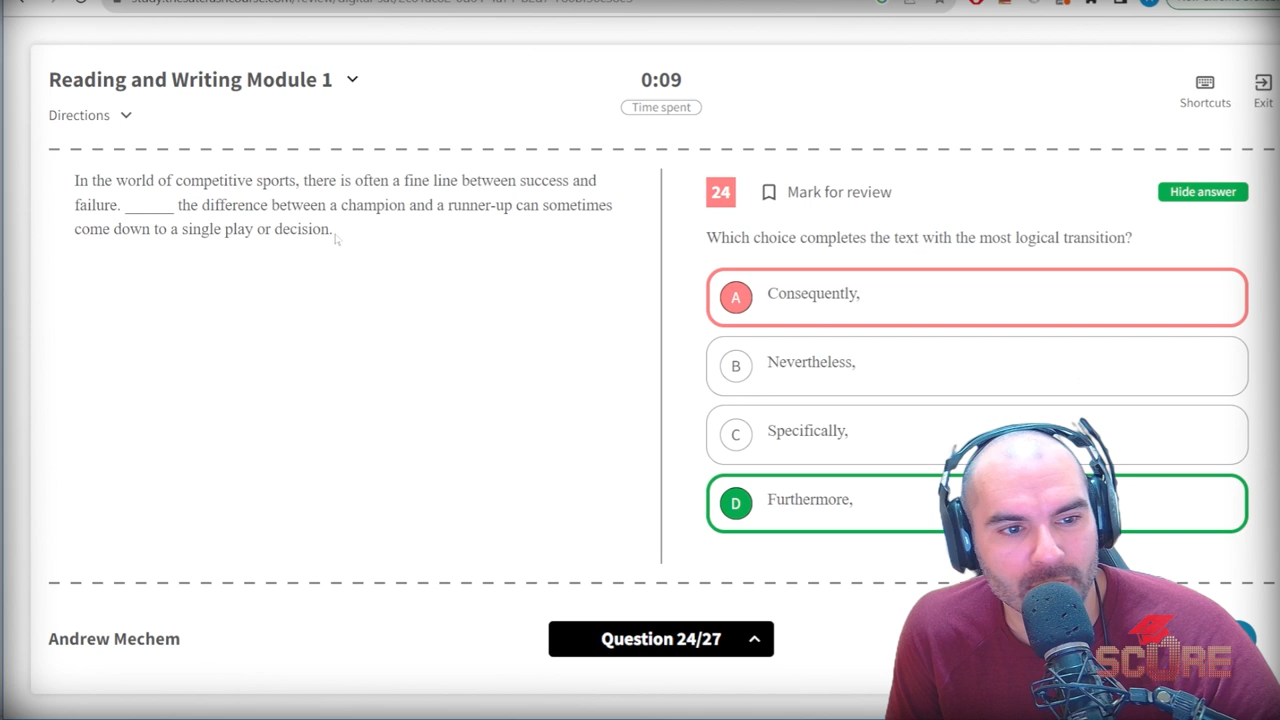 Reading and Writing Module 1
0:09
Time spent
Shortcuts
Exit
Directions
In the world of competitive sports, there is often a fine line between success and
failure. ______ the difference between a champion and a runner-up can sometimes
come down to a single play or decision.
24
Mark for review
Hide answer
Which choice completes the text with the most logical transition?
A
Consequently,
B
Nevertheless,
C
Specifically,
D
Furthermore,
Andrew Mechem
Question 24/27
SCORE